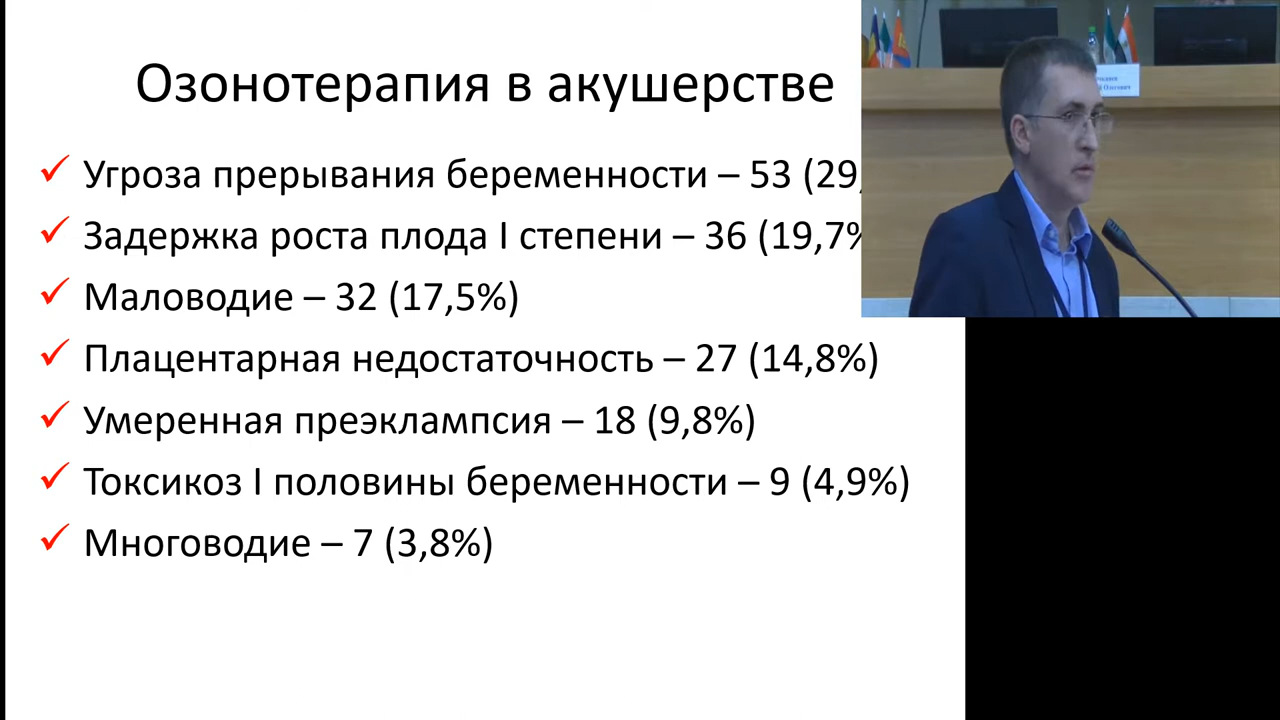 Озонотерапия в акушерстве
Угроза прерывания беременности – 53 (29,
Задержка роста плода I степени – 36 (19,7%
Маловодие – 32 (17,5%)
Плацентарная недостаточность – 27 (14,8%)
Умеренная преэклампсия – 18 (9,8%)
Токсикоз I половины беременности – 9 (4,9%)
Многоводие – 7 (3,8%)